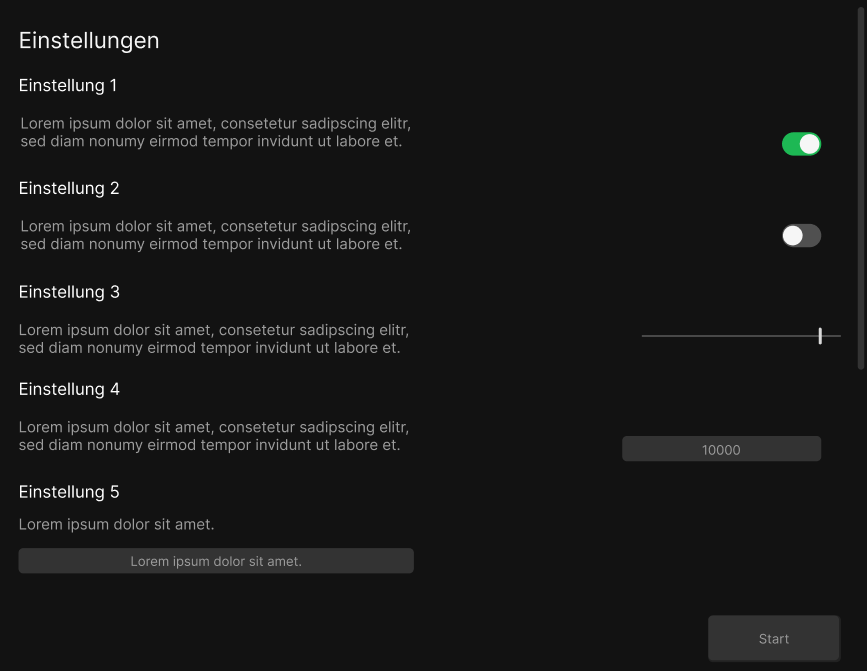 Einstellungen
Einstellung 1
Lorem ipsum dolor sit amet, consetetur sadipscing elitr,
sed diam nonumy eirmod tempor invidunt ut labore et.
Einstellung 2
Lorem ipsum dolor sit amet, consetetur sadipscing elitr,
sed diam nonumy eirmod tempor invidunt ut labore et.
Einstellung 3
Lorem ipsum dolor sit amet, consetetur sadipscing elitr,
sed diam nonumy eirmod tempor invidunt ut labore et.
Einstellung 4
Lorem ipsum dolor sit amet, consetetur sadipscing elitr,
sed diam nonumy eirmod tempor invidunt ut labore et.
10000
Einstellung 5
Lorem ipsum dolor sit amet.
Lorem ipsum dolor sit amet.
Start